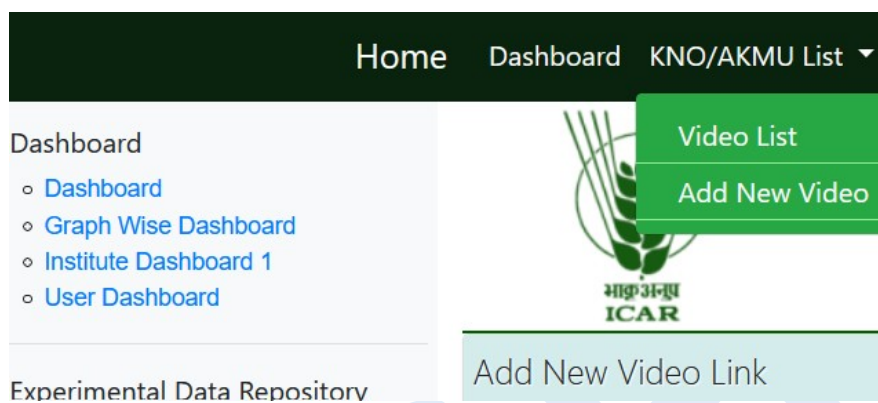 Home Dashboard KNO/AKMU List
Video List
Add New Video
Dashboard
Dashboard
Graph Wise Dashboard
Institute Dashboard 1
User Dashboard
Experimental Data Repository
भाकृअनुप
ICAR
Add New Video Link